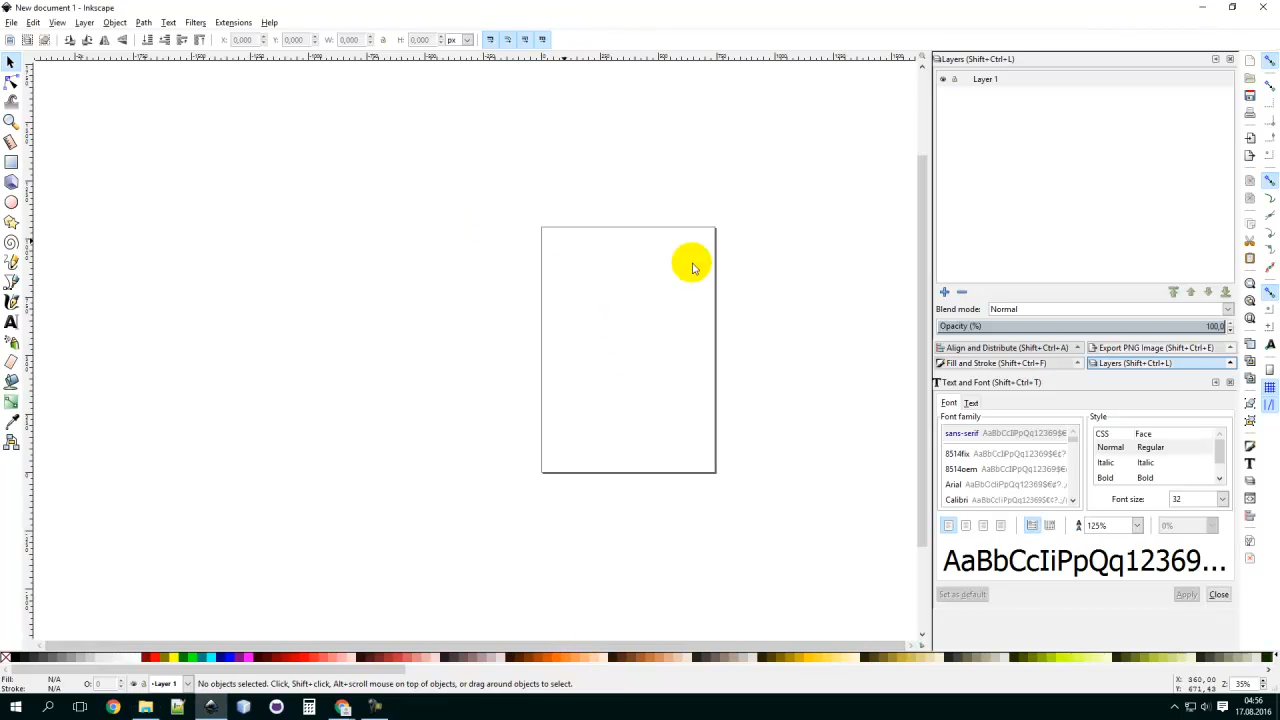 New document 1 - Inkscape
File Edit View Layer Object Path Text Filters Extensions Help
X: 0,000 Y: 0,000 W: 0,000 H: 0,000 px
Layers (Shift+Ctrl+L)
Layer 1
Blend mode: Normal
Opacity (%) 100,0
Align and Distribute (Shift+Ctrl+A) Export PNG Image (Shift+Ctrl+E)
Fill and Stroke (Shift+Ctrl+F) Layers (Shift+Ctrl+L)
Text and Font (Shift+Ctrl+T)
Font Text
Font family Style
sans-serif AaBbCcIiPpQq12369$€¢
8514fix AaBbCcIiPpQq12369$€¢?
8514oem AaBbCcIiPpQq12369$€¢
Arial AaBbCcIiPpQq12369$€¢?./
Calibri AaBbCcIiPpQq12369$€¢?
CSS Face
Normal Regular
Italic Italic
Bold Bold
Font size: 32
125% 0%
AaBbCcIiPpQq12369...
Set as default Apply Close
Fill: N/A
Stroke: N/A
O: 0
Layer 1
No objects selected. Click, Shift+click, Alt+scroll mouse on top of objects, or drag around objects to select.
X: 360,00
Y: 671,43
Z: 35%
04:56
17.08.2016